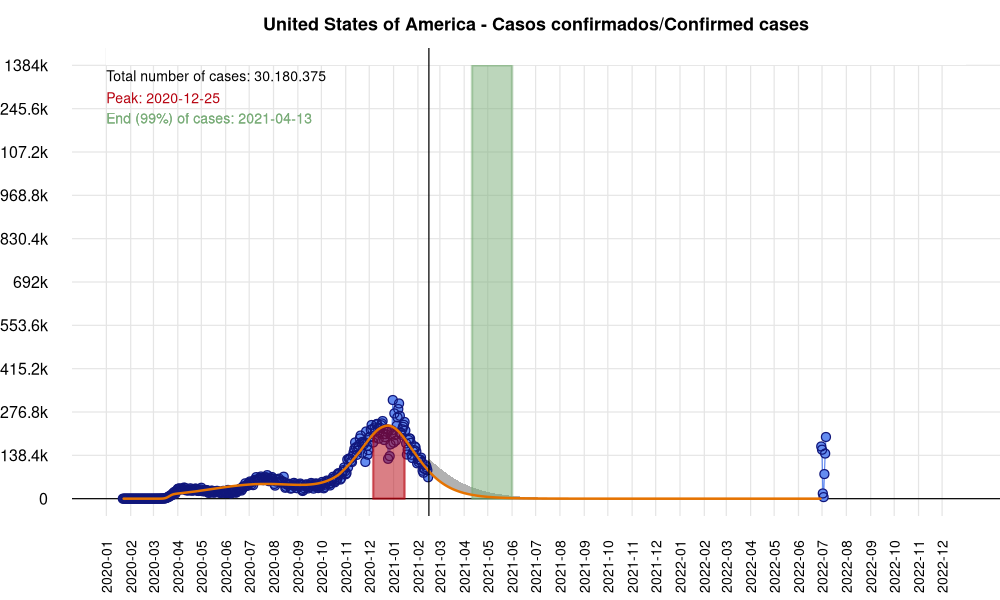 United States of America - Casos confirmados/Confirmed cases
Total number of cases: 30.180.375
Peak: 2020-12-25
End (99%) of cases: 2021-04-13
1384k
245.6k
107.2k
968.8k
830.4k
692k
553.6k
415.2k
276.8k
138.4k
0
2020-01
2020-02
2020-03
2020-04
2020-05
2020-06
2020-07
2020-08
2020-09
2020-10
2020-11
2020-12
2021-01
2021-03
2021-04
2021-05
2021-06
2021-07
2021-08
2021-09
2021-10
2021-11
2021-12
2022-01
2022-02
2022-03
2022-04
2022-05
2022-06
2022-07
2022-08
2022-09
2022-10
2022-11
2022-12